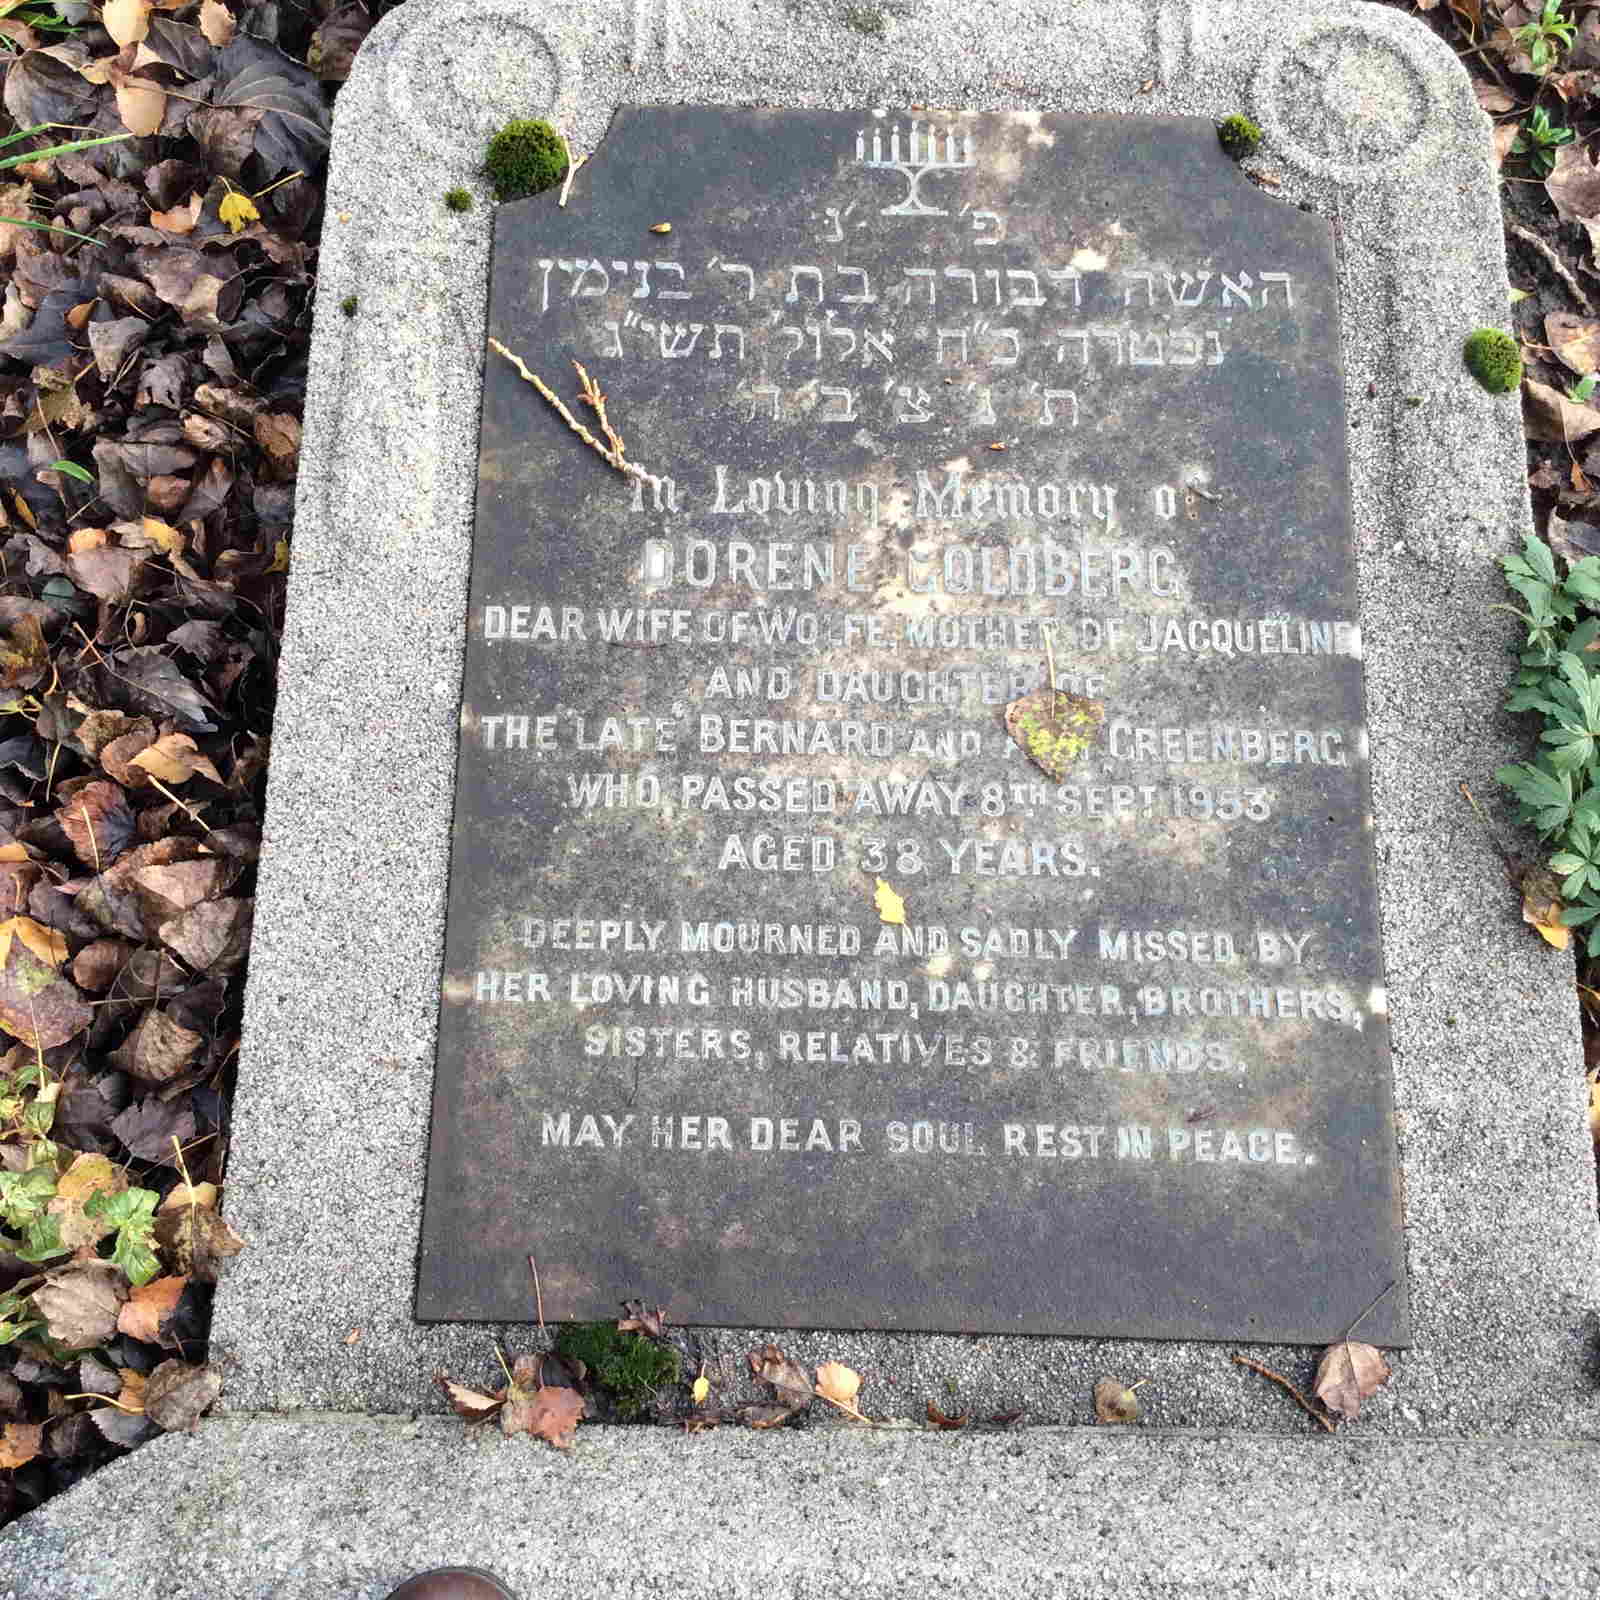 פ׳ נ׳
האשה דבורה בת ר׳ בנימין
נפטרה כ״ח אלול תשי״ג
ת׳ נ׳ צ׳ ב׳ ה׳
In Loving Memory of
DORENE GOLDBERG
DEAR WIFE OF WOLFE, MOTHER OF JACQUELINE
AND DAUGHTER OF
THE LATE BERNARD AND GREENBERG
WHO PASSED AWAY 8TH SEPT. 1953
AGED 38 YEARS.
DEEPLY MOURNED AND SADLY MISSED BY
HER LOVING HUSBAND, DAUGHTER, BROTHERS,
SISTERS, RELATIVES & FRIENDS.
MAY HER DEAR SOUL REST IN PEACE.